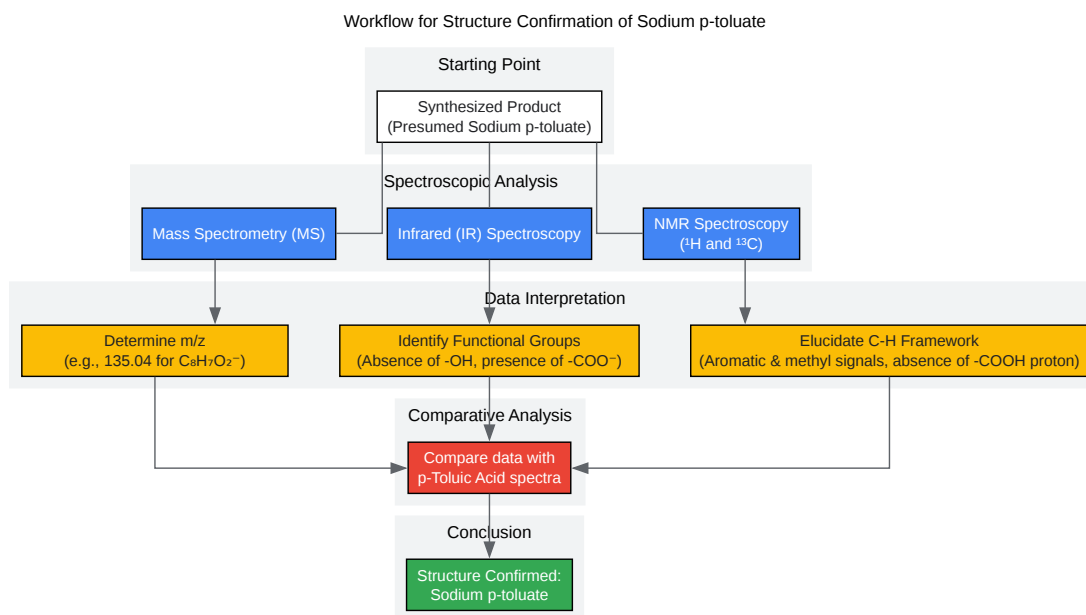 Workflow for Structure Confirmation of Sodium p-toluate
Starting Point
Synthesized Product
(Presumed Sodium p-toluate)
Spectroscopic Analysis
Mass Spectrometry (MS)
Infrared (IR) Spectroscopy
NMR Spectroscopy
(¹H and ¹³C)
Data Interpretation
Determine m/z
(e.g., 135.04 for C₈H₇O₂⁻)
Identify Functional Groups
(Absence of -OH, presence of -COO⁻)
Elucidate C-H Framework
(Aromatic & methyl signals, absence of -COOH proton)
Comparative Analysis
Compare data with
p-Toluic Acid spectra
Conclusion
Structure Confirmed:
Sodium p-toluate